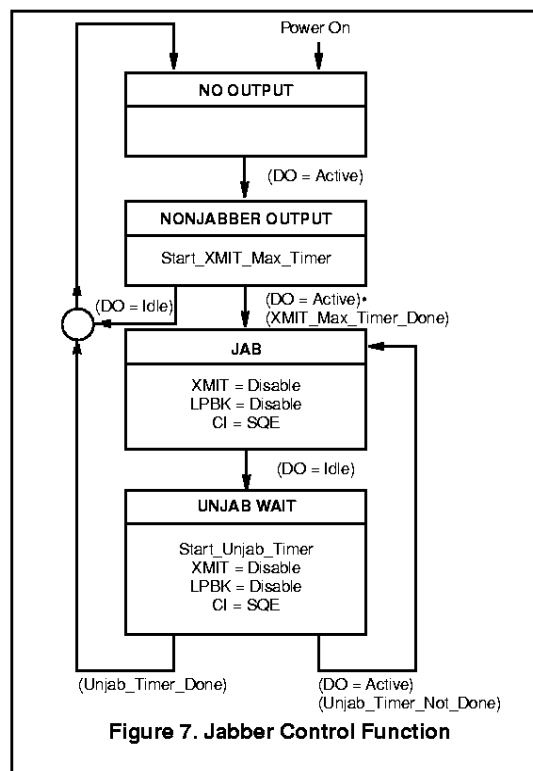 Power On
NO OUTPUT
(DO = Active)
NONJABBER OUTPUT
Start_XMIT_Max_Timer
(DO = Idle)
(DO = Active)•
(XMIT_Max_Timer_Done)
JAB
XMIT = Disable
LPBK = Disable
CI = SQE
(DO = Idle)
UNJAB WAIT
Start_Unjab_Timer
XMIT = Disable
LPBK = Disable
CI = SQE
(Unjab_Timer_Done)
(DO = Active)
(Unjab_Timer_Not_Done)
Figure 7. Jabber Control Function